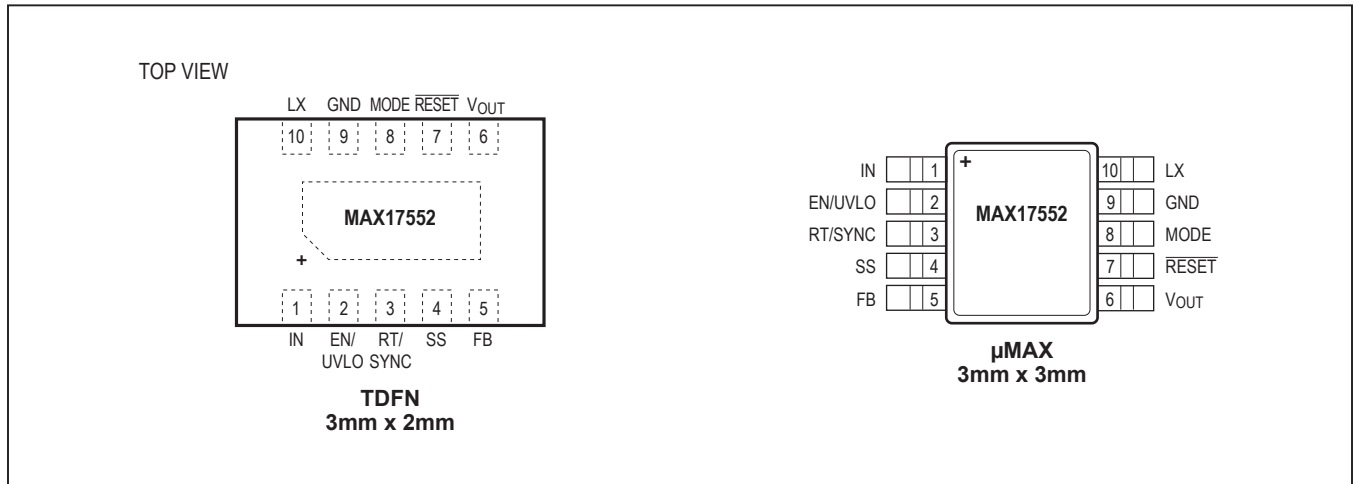 TOP VIEW
LX GND MODE RESET VOUT
10 9 8 7 6
MAX17552
+
1 2 3 4 5
IN EN/ RT/ SS FB
UVLO SYNC
TDFN
3mm x 2mm
+
IN 1 10 LX
EN/UVLO 2 MAX17552 9 GND
RT/SYNC 3 8 MODE
SS 4 7 RESET
FB 5 6 VOUT
µMAX
3mm x 3mm